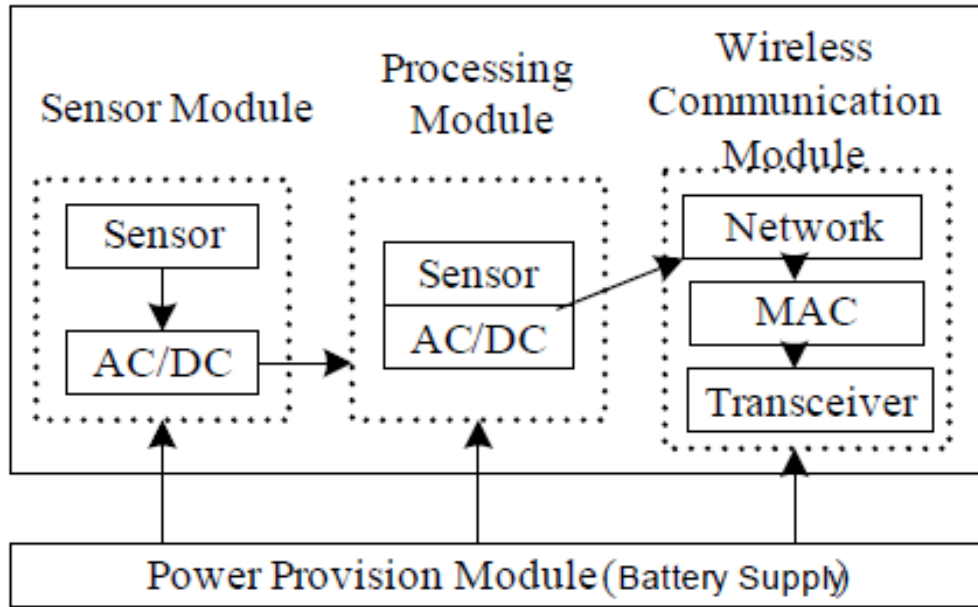 Sensor Module
Sensor
AC/DC
Processing
Module
Sensor
AC/DC
Wireless
Communication
Module
Network
MAC
Transceiver
Power Provision Module(Battery Supply)